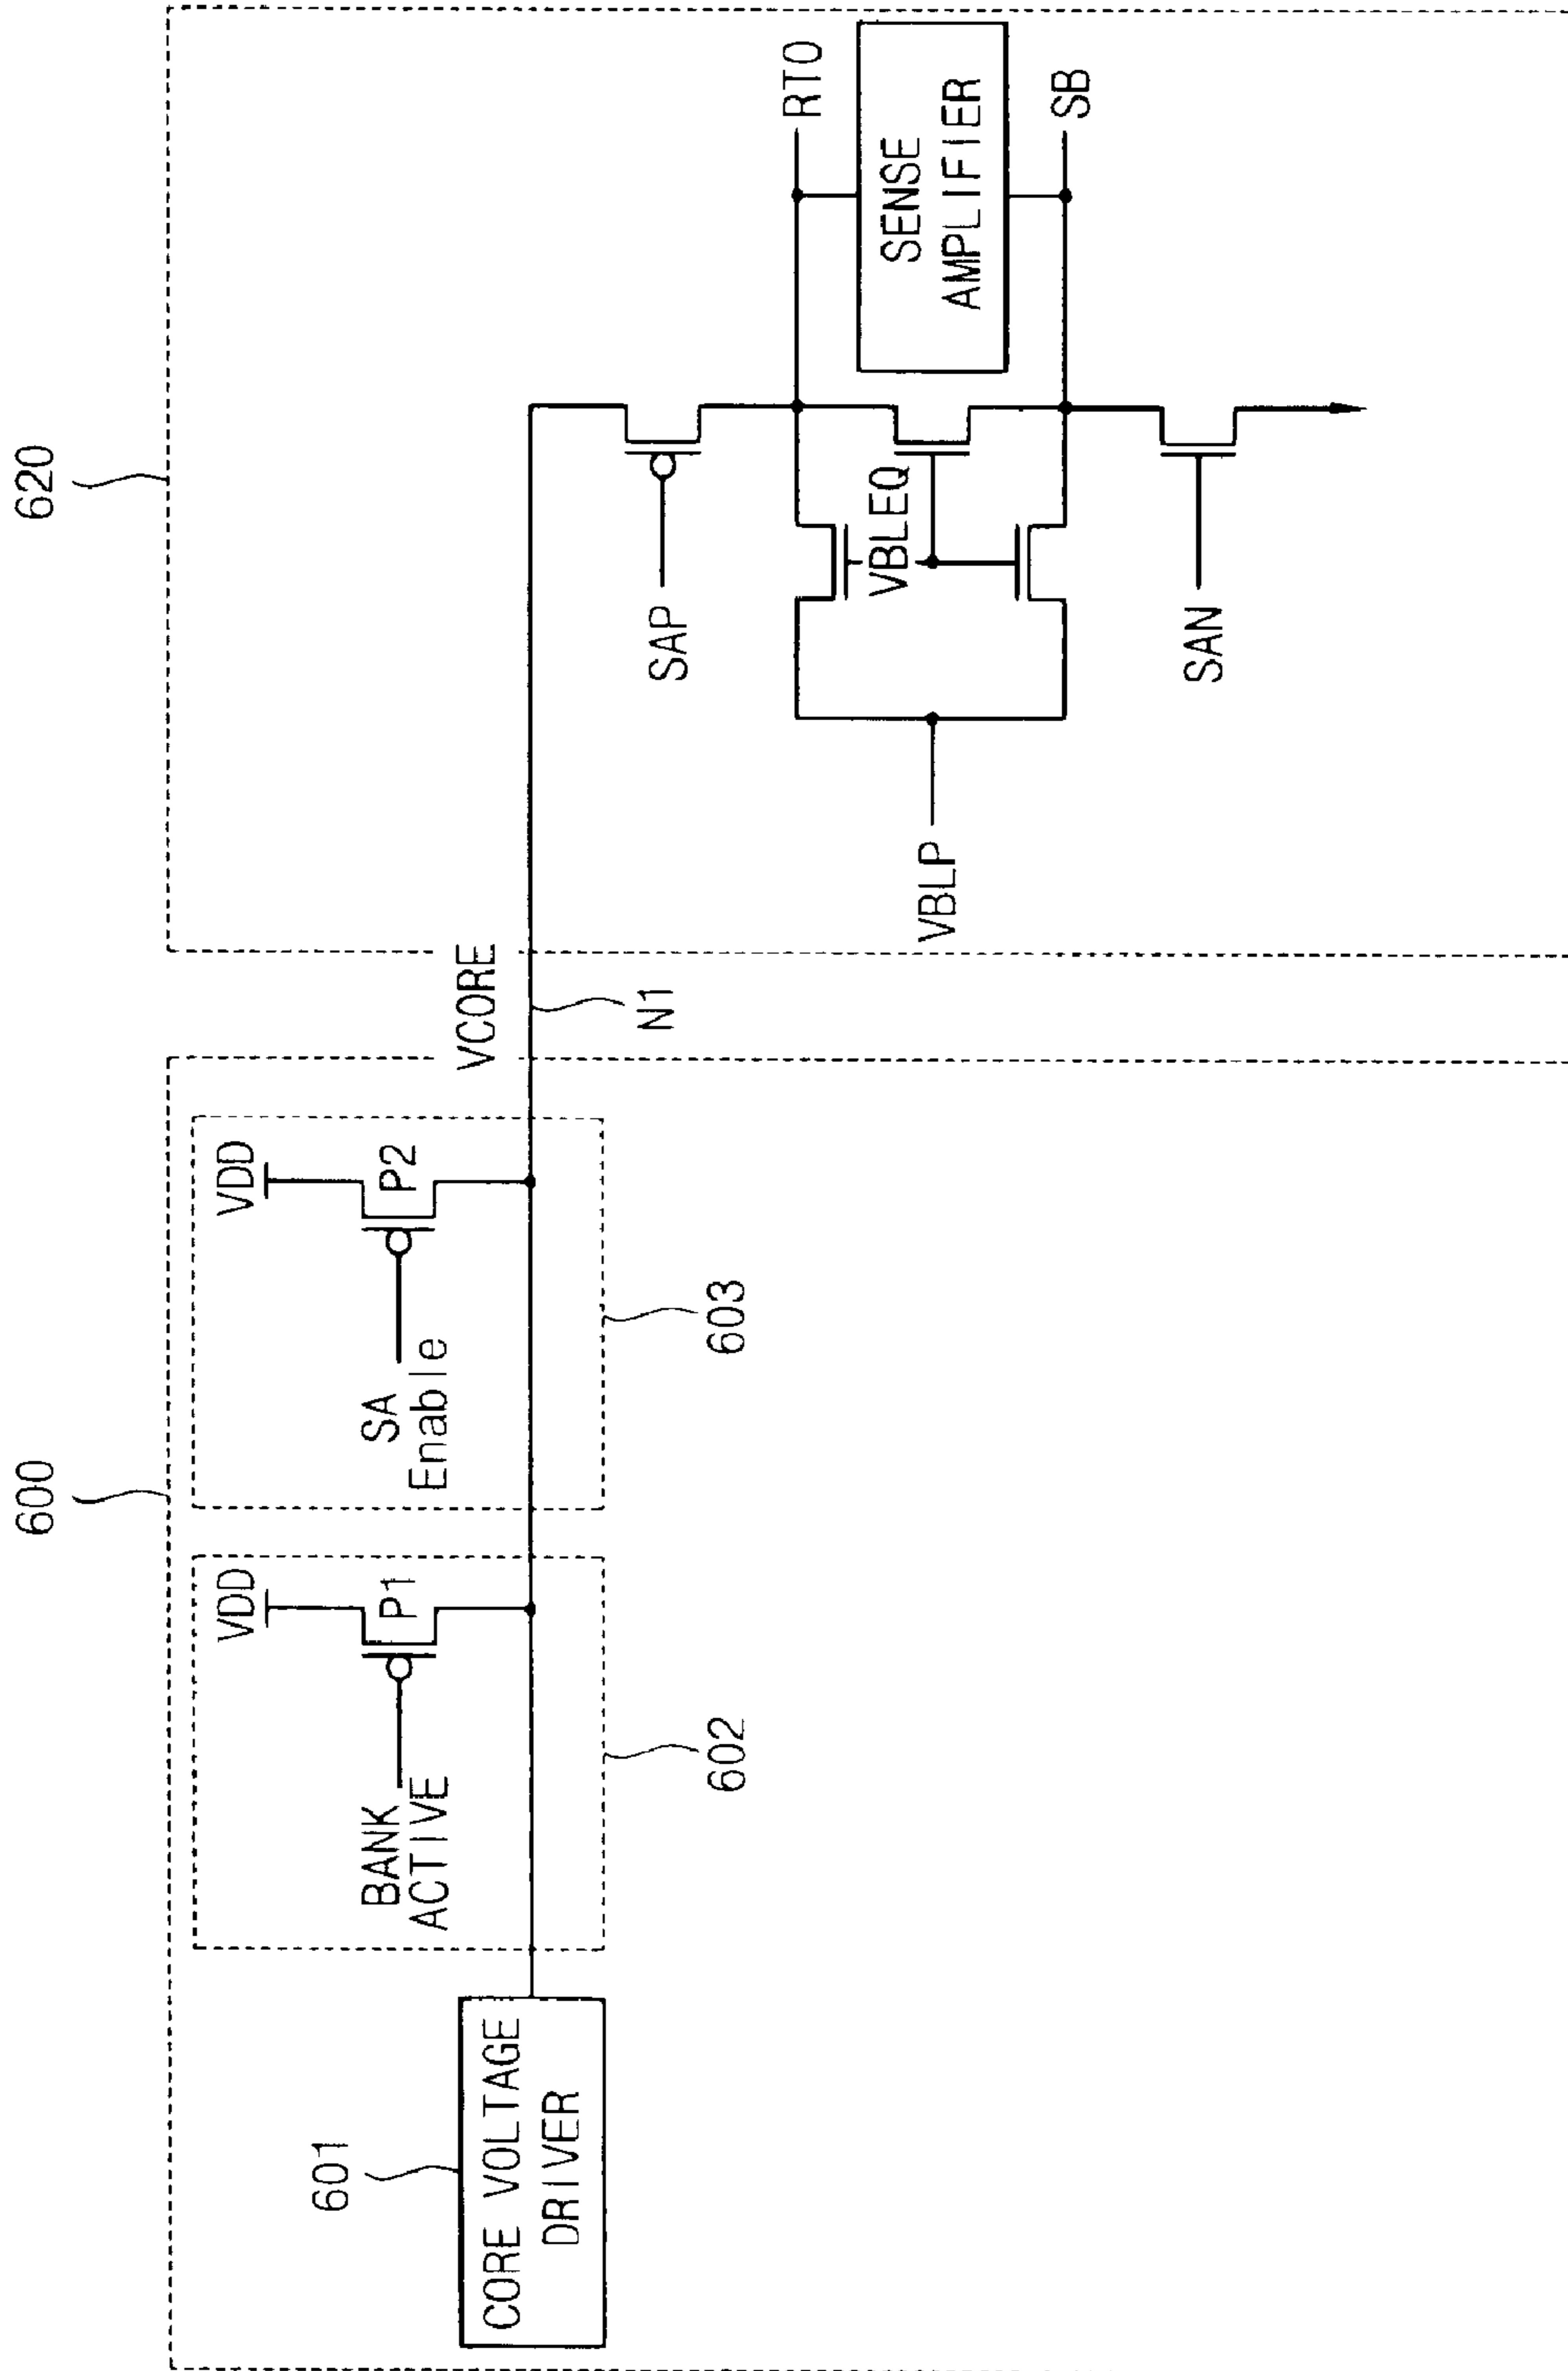 600
620
601
CORE VOLTAGE
DRIVER
VDD
P1
BANK
ACTIVE
602
VDD
P2
SA
Enable
603
VCORE
N1
SAP
VBLP
VBLEQ
SAN
RTO
SENSE
AMPLIFIER
SB